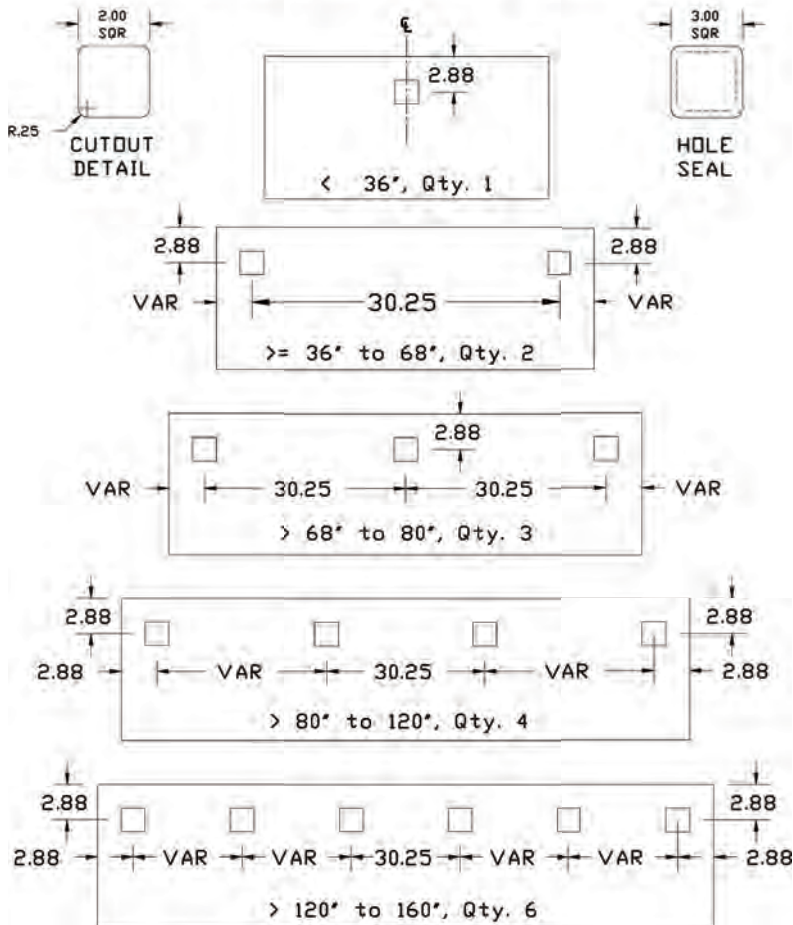 2.00
SQR
R.25
CUTOUT
DETAIL
℄
2.88
< 36", Qty. 1
3.00
SQR
HOLE
SEAL
2.88
2.88
VAR
30.25
VAR
>= 36" to 68", Qty. 2
2.88
VAR
30.25
30.25
VAR
> 68" to 80", Qty. 3
2.88
2.88
2.88
VAR
30.25
VAR
2.88
> 80" to 120", Qty. 4
2.88
2.88
2.88
VAR
VAR
30.25
VAR
VAR
2.88
> 120" to 160", Qty. 6